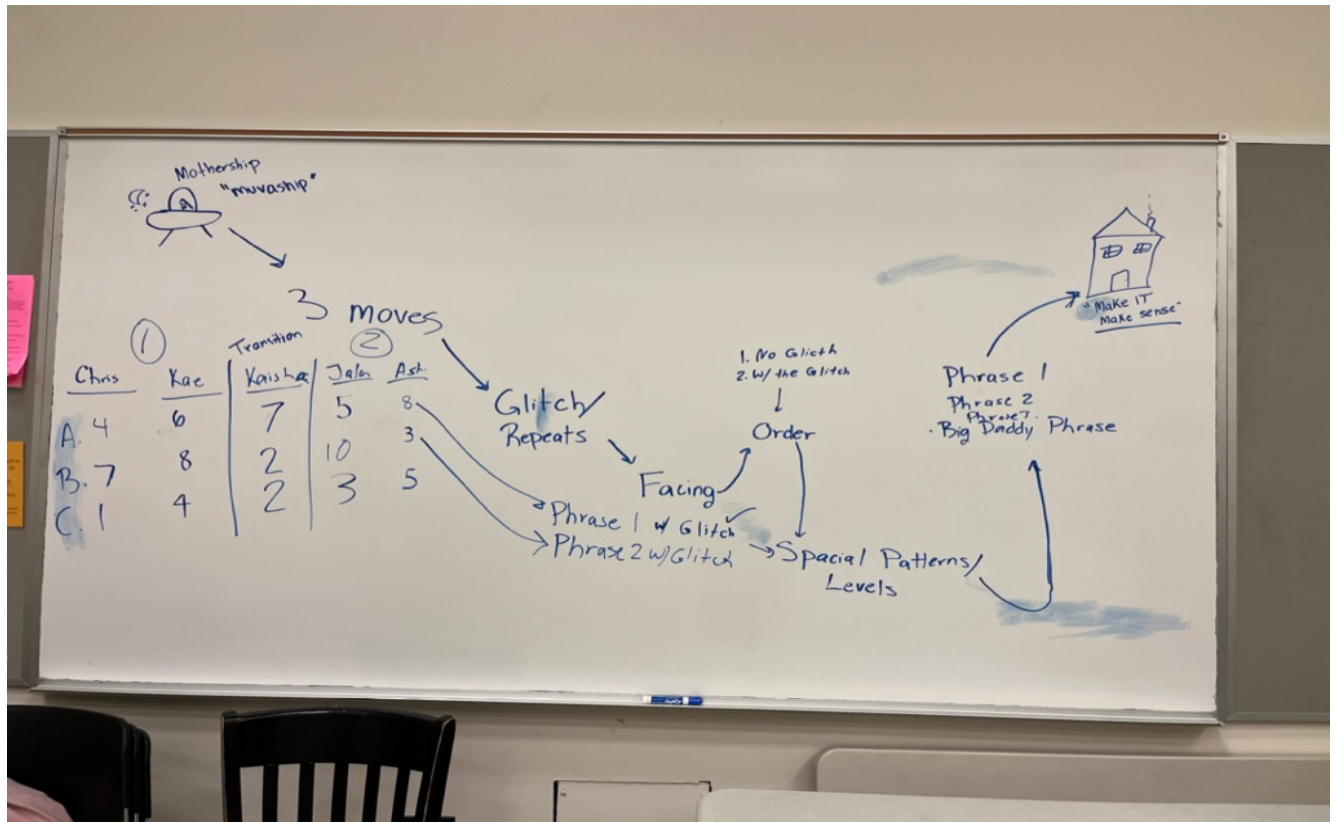 Mothership
"muvaship"
3 moves
1
Transition
2
Chris Kae Kaisha Jaln Ash
A. 4 6 7 5 8
B. 7 8 2 10 3
C. 1 4 2 3 5
Glitch/
Repeats
Facing
Phrase 1 w/ Glitch
Phrase 2 w/Glitch
1. No Glicth
2. W/ the Glitch
Order
Spacial Patterns/
Levels
Phrase 1
Phrase 2
Phrase 3.
· Big Daddy Phrase
"Make IT
Make sense"